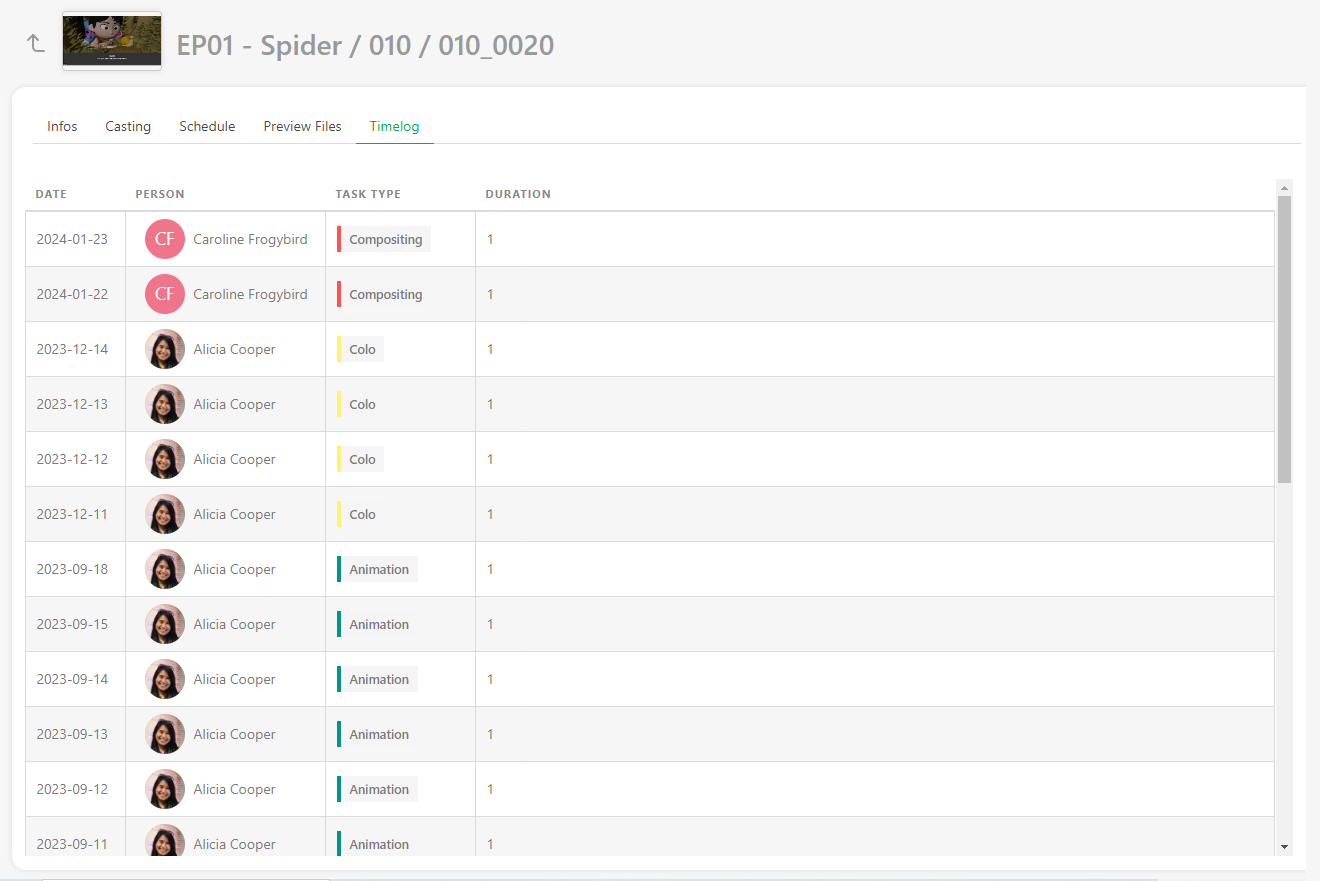 EP01 - Spider / 010 / 010_0020
Infos Casting Schedule Preview Files Timelog
DATE PERSON TASK TYPE DURATION
2024-01-23 CF Caroline Frogybird Compositing 1
2024-01-22 CF Caroline Frogybird Compositing 1
2023-12-14 Alicia Cooper Colo 1
2023-12-13 Alicia Cooper Colo 1
2023-12-12 Alicia Cooper Colo 1
2023-12-11 Alicia Cooper Colo 1
2023-09-18 Alicia Cooper Animation 1
2023-09-15 Alicia Cooper Animation 1
2023-09-14 Alicia Cooper Animation 1
2023-09-13 Alicia Cooper Animation 1
2023-09-12 Alicia Cooper Animation 1
2023-09-11 Alicia Cooper Animation 1